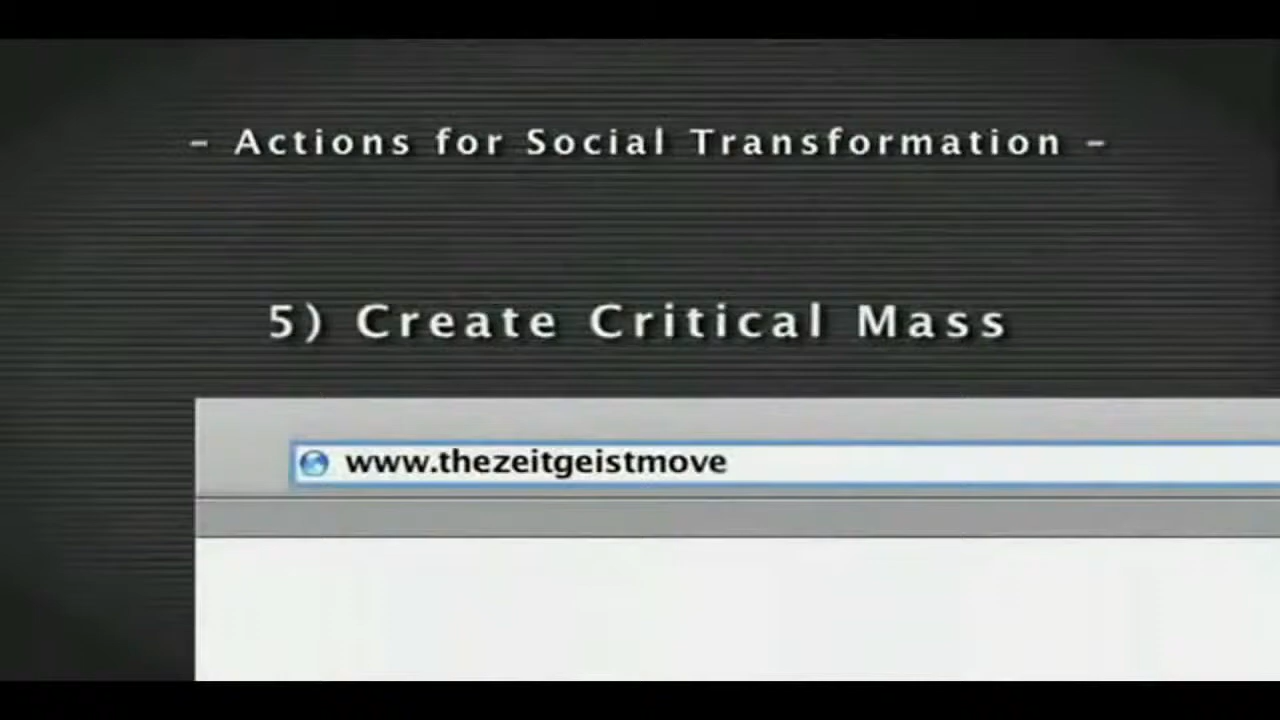 - Actions for Social Transformation -
5) Create Critical Mass
www.thezeitgeistmove